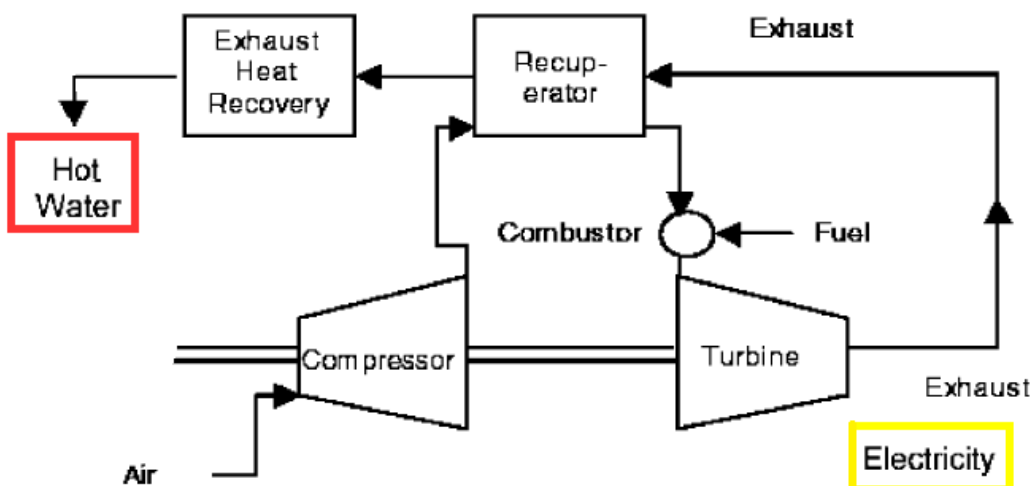 Exhaust
Heat
Recovery
Recup-
erator
Exhaust
Hot
Water
Combustor
Fuel
Compressor
Turbine
Exhaust
Air
Electricity